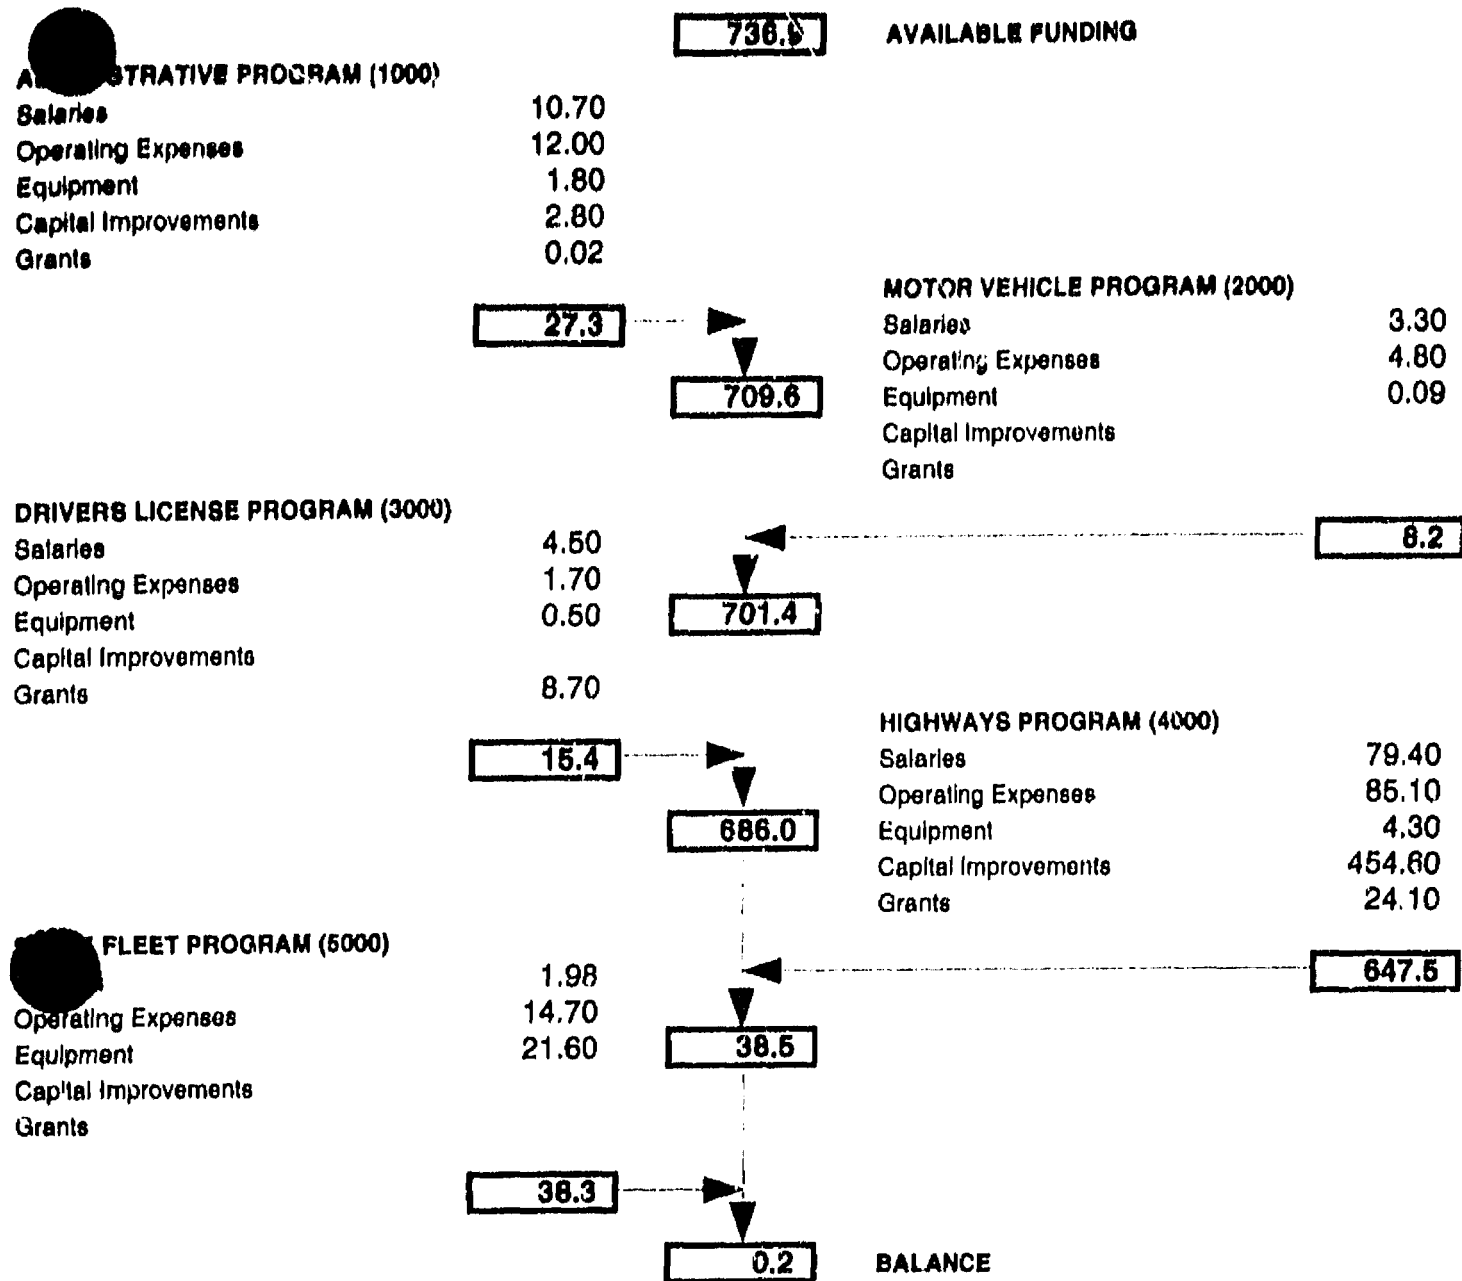 736.9 AVAILABLE FUNDING
STRATIVE PROGRAM (1000)
Salaries 10.70
Operating Expenses 12.00
Equipment 1.80
Capital Improvements 2.80
Grants 0.02
27.3
709.6
MOTOR VEHICLE PROGRAM (2000)
Salaries 3.30
Operating Expenses 4.80
Equipment 0.09
Capital Improvements
Grants
8.2
DRIVERS LICENSE PROGRAM (3000)
Salaries 4.50
Operating Expenses 1.70
Equipment 0.50
Capital Improvements
Grants 8.70
701.4
15.4
686.0
HIGHWAYS PROGRAM (4000)
Salaries 79.40
Operating Expenses 85.10
Equipment 4.30
Capital Improvements 454.60
Grants 24.10
647.5
FLEET PROGRAM (5000)
1.98
Operating Expenses 14.70
Equipment 21.60
Capital Improvements
Grants
38.5
38.3
0.2 BALANCE